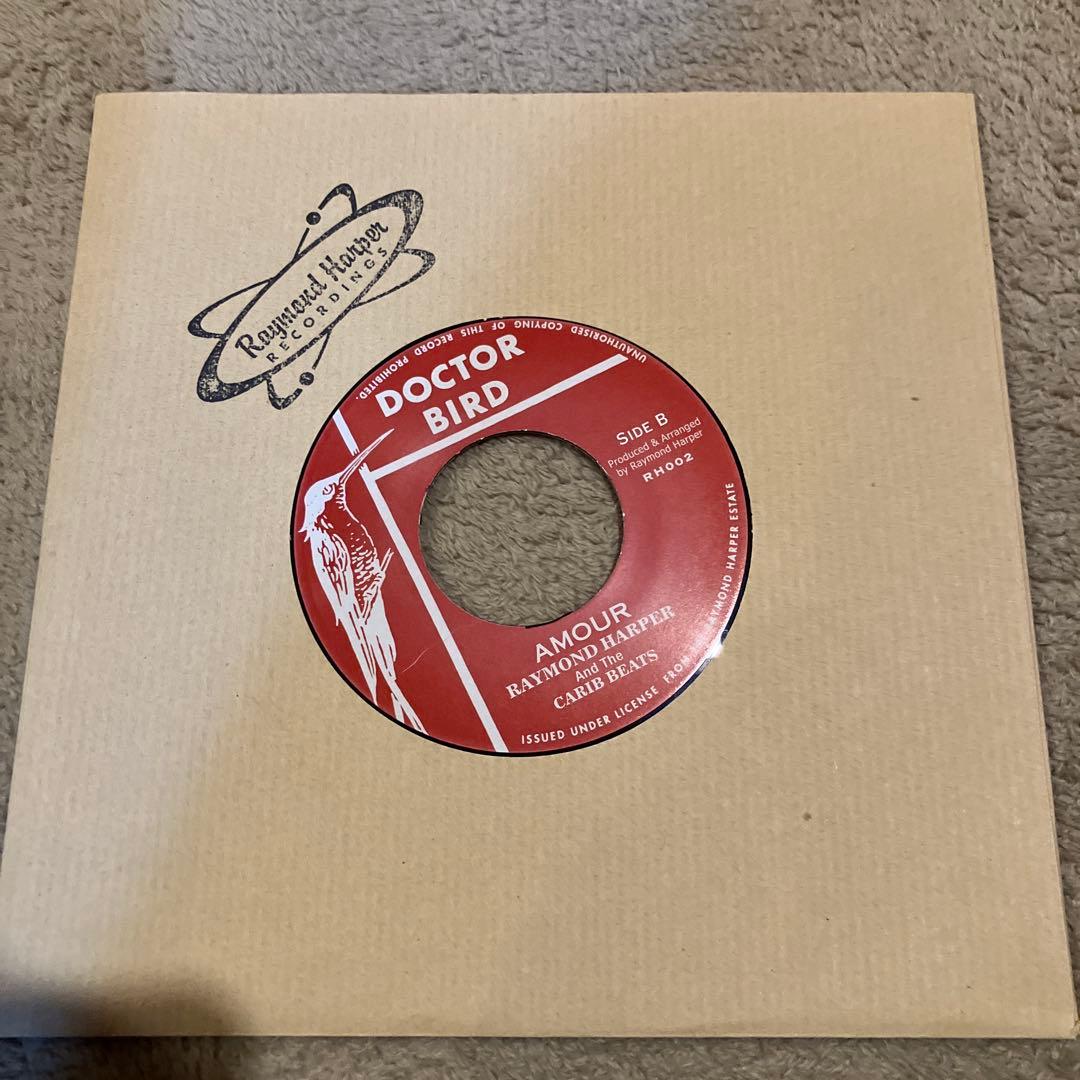 Raymond Harper
RECORDINGS
UNAUTHORISED COPYING OF THIS RECORD PROHIBITED.
DOCTOR
BIRD
SIDE B
Produced & Arranged
by Raymond Harper
RH002
AMOUR
RAYMOND HARPER
And The
CARIB BEATS
ISSUED UNDER LICENSE FROM RAYMOND HARPER ESTATE